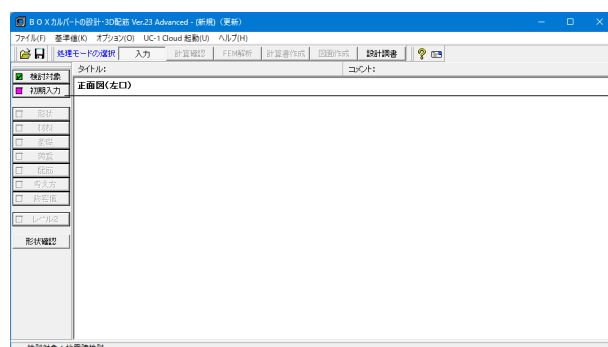 BOXカルバートの設計・3D配筋 Ver.23 Advanced - (新規) (更新)
ファイル(F) 基準値(K) オプション(O) UC-1 Cloud 起動(U) ヘルプ(H)
処理モードの選択 入力 計算確認 FEM解析 計算書作成 図面作成 設計調書
タイトル: コメント:
検討対象
正面図(左口)
初期入力
形状
材料
基礎
荷重
配筋
考え方
許容値
レベル2
形状確認